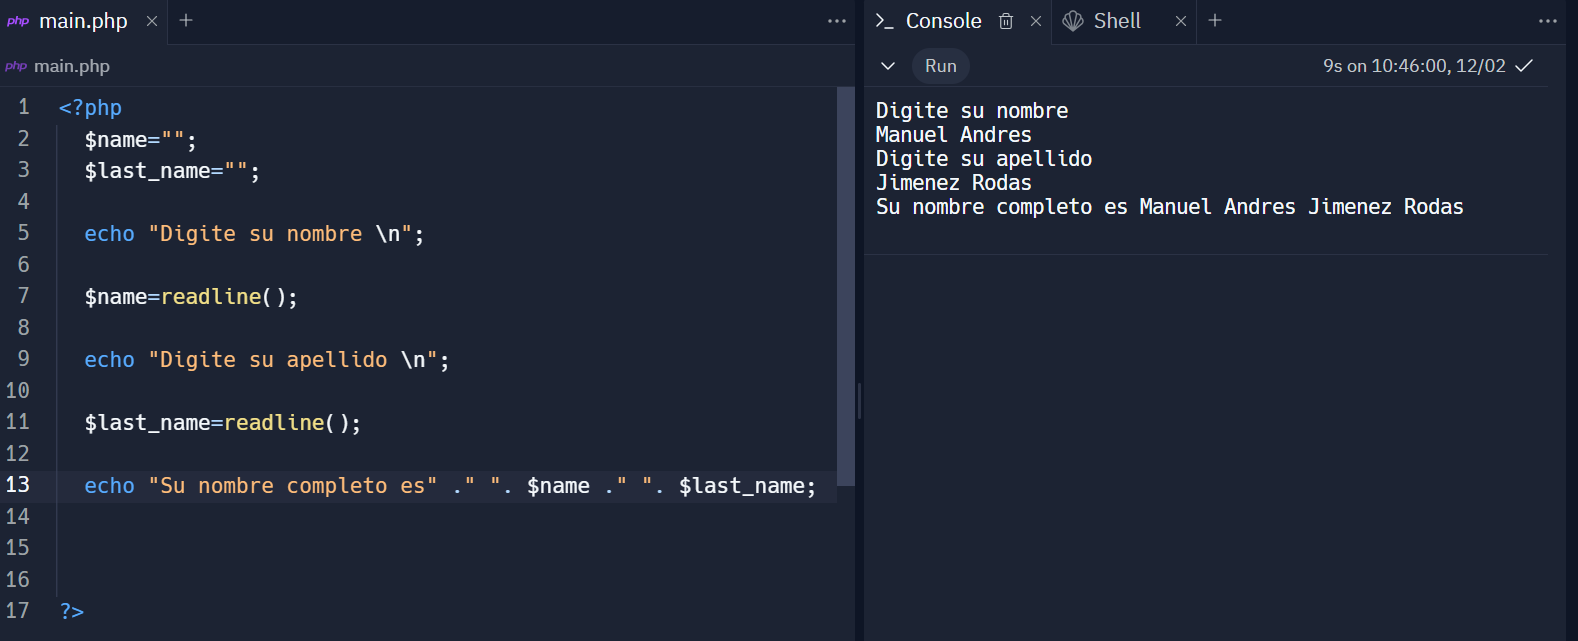 php main.php × +
php main.php
1 <?php
2   $name="";
3   $last_name="";
4
5   echo "Digite su nombre \n";
6
7   $name=readline();
8
9   echo "Digite su apellido \n";
10
11   $last_name=readline();
12
13   echo "Su nombre completo es" ." ". $name ." ". $last_name;
14
15
16
17 ?>
>_ Console × Shell × +
Run 9s on 10:46:00, 12/02
Digite su nombre
Manuel Andres
Digite su apellido
Jimenez Rodas
Su nombre completo es Manuel Andres Jimenez Rodas